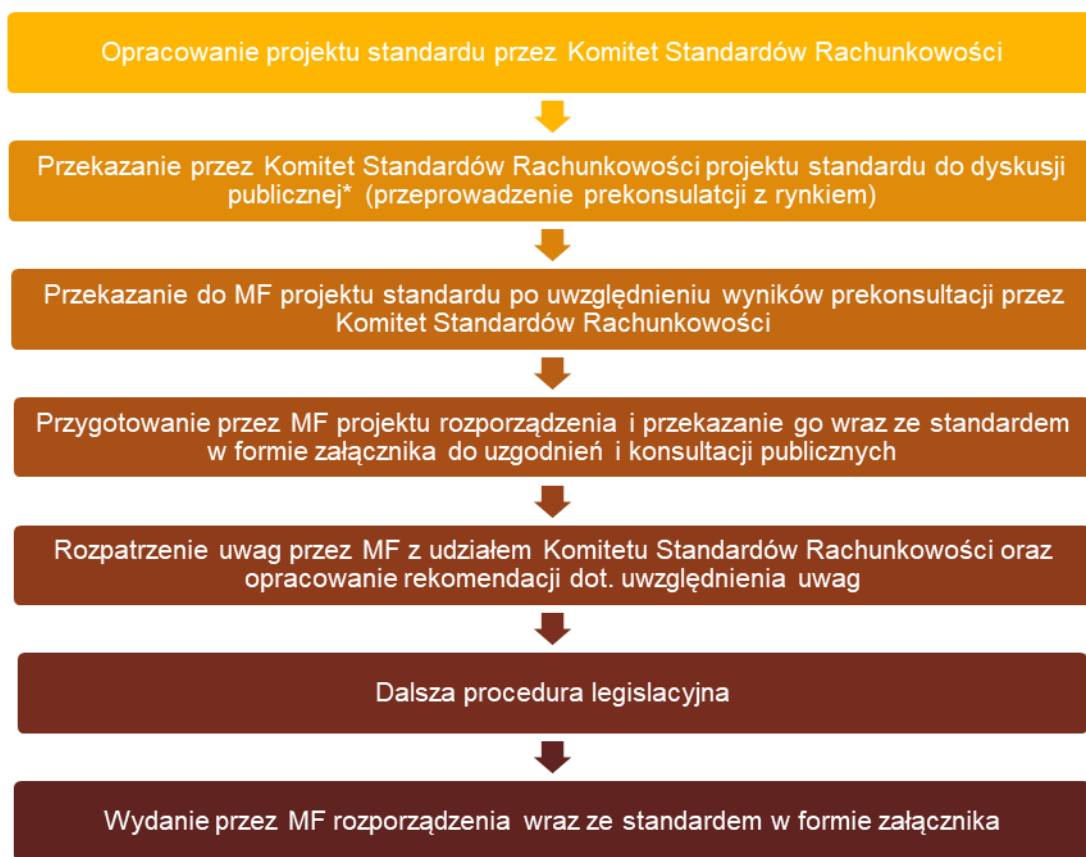 Opracowanie projektu standardu przez Komitet Standardów Rachunkowości
Przekazanie przez Komitet Standardów Rachunkowości projektu standardu do dyskusji
publicznej* (przeprowadzenie prekonsulatcji z rynkiem)
Przekazanie do MF projektu standardu po uwzględnieniu wyników prekonsultacji przez
Komitet Standardów Rachunkowości
Przygotowanie przez MF projektu rozporządzenia i przekazanie go wraz ze standardem
w formie załącznika do uzgodnień i konsultacji publicznych
Rozpatrzenie uwag przez MF z udziałem Komitetu Standardów Rachunkowości oraz
opracowanie rekomendacji dot. uwzględnienia uwag
Dalsza procedura legislacyjna
Wydanie przez MF rozporządzenia wraz ze standardem w formie załącznika